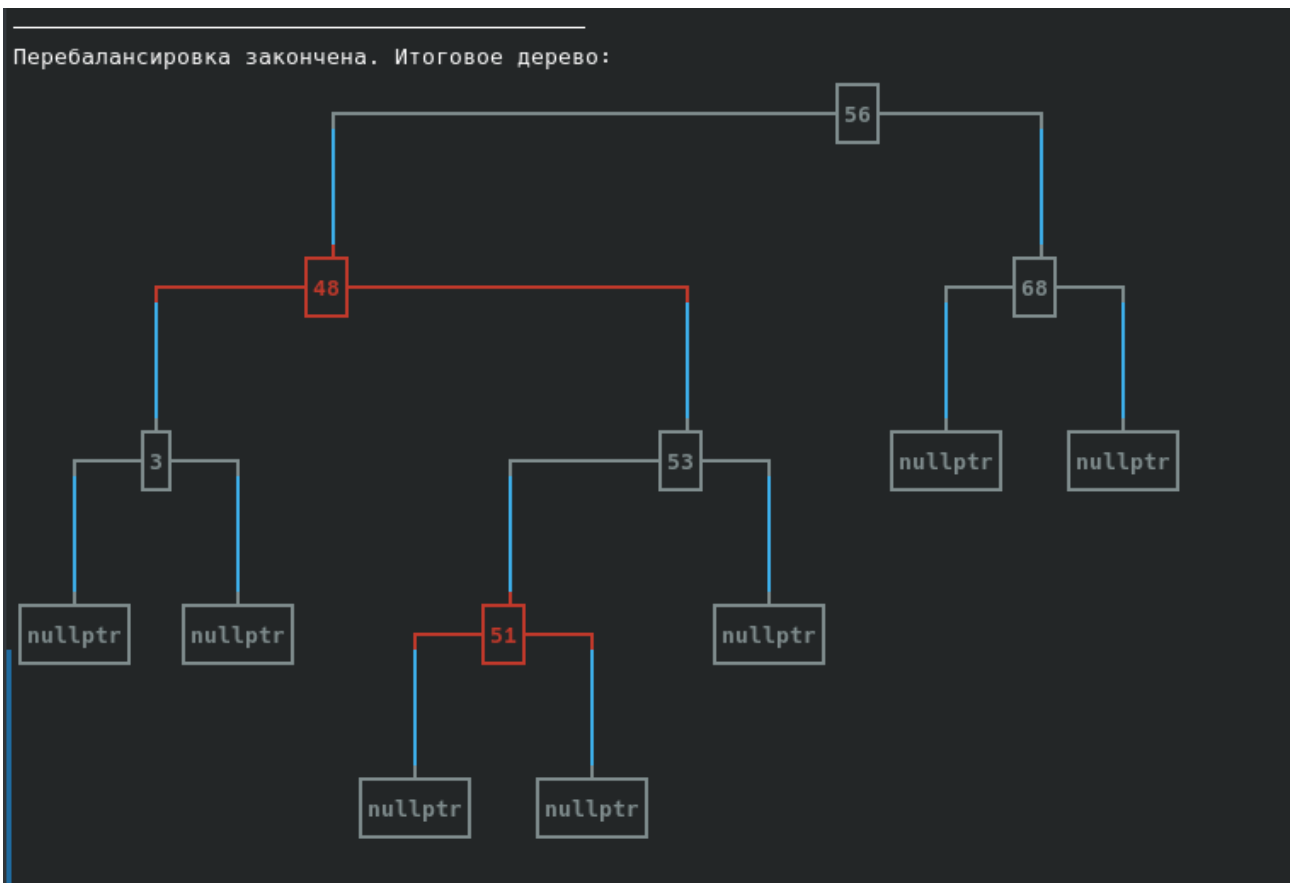 Перебалансировка закончена. Итоговое дерево:
56
48 68
3 53 nullptr nullptr
nullptr nullptr 51 nullptr
nullptr nullptr